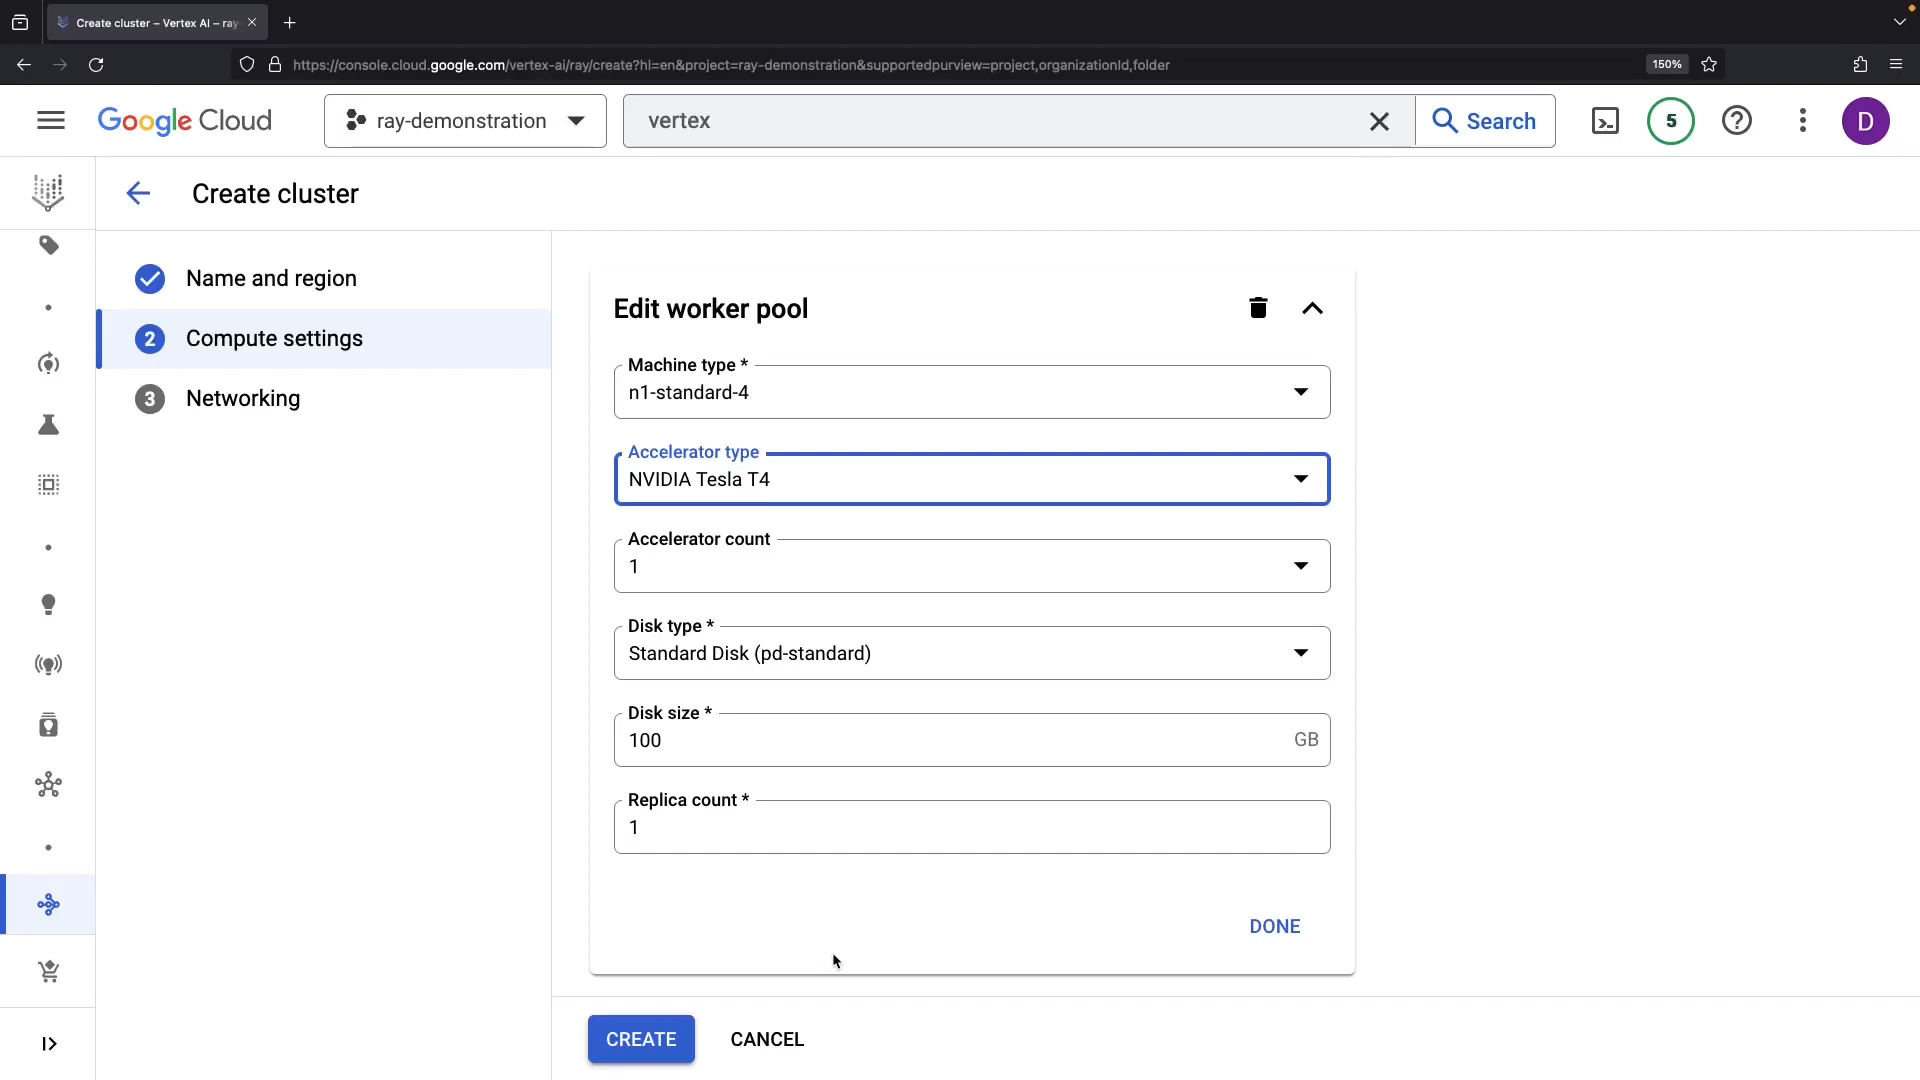 Create cluster – Vertex AI – ray-
https://console.cloud.google.com/vertex-ai/ray/create?hl=en&project=ray-demonstration&supportedpurview=project,organizationId,folder
150%
Google Cloud
ray-demonstration
vertex
Search
5
D
Create cluster
Name and region
2 Compute settings
3 Networking
Edit worker pool
Machine type *
n1-standard-4
Accelerator type
NVIDIA Tesla T4
Accelerator count
1
Disk type *
Standard Disk (pd-standard)
Disk size *
100 GB
Replica count *
1
DONE
CREATE CANCEL